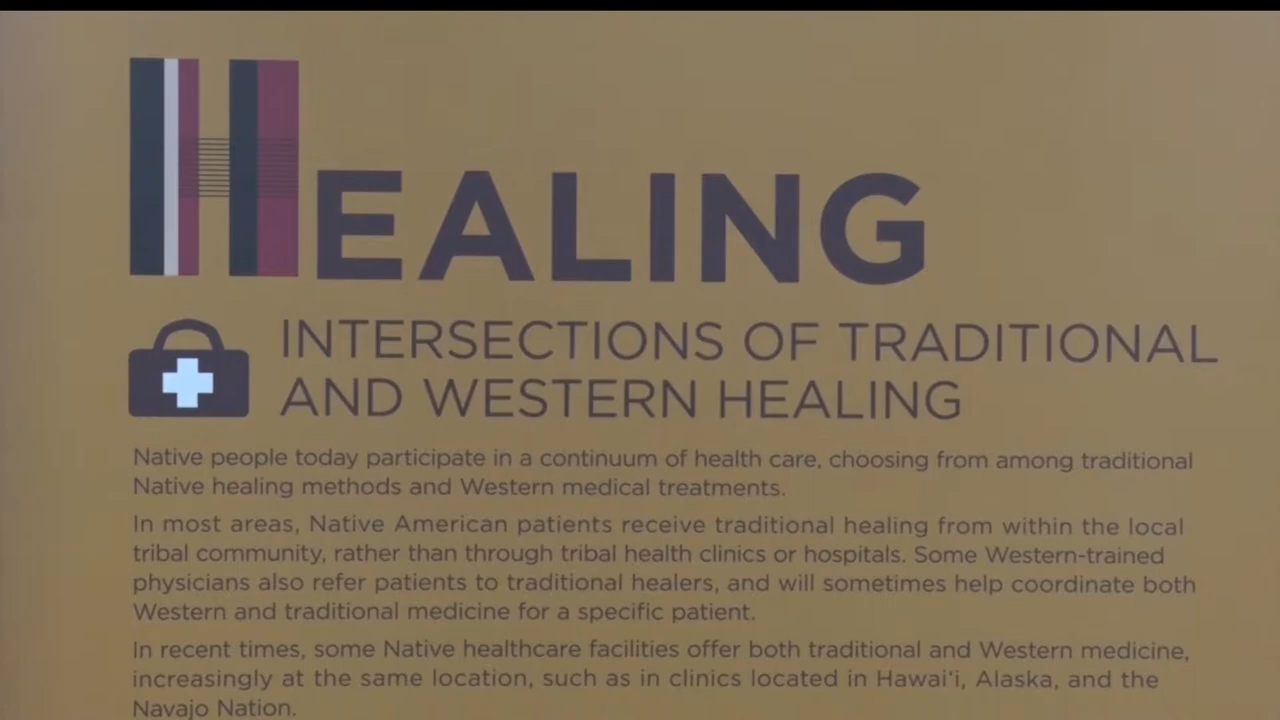 HEALING
INTERSECTIONS OF TRADITIONAL
AND WESTERN HEALING
Native people today participate in a continuum of health care, choosing from among traditional
Native healing methods and Western medical treatments.
In most areas, Native American patients receive traditional healing from within the local
tribal community, rather than through tribal health clinics or hospitals. Some Western-trained
physicians also refer patients to traditional healers, and will sometimes help coordinate both
Western and traditional medicine for a specific patient.
In recent times, some Native healthcare facilities offer both traditional and Western medicine,
increasingly at the same location, such as in clinics located in Hawaiʻi, Alaska, and the
Navajo Nation.